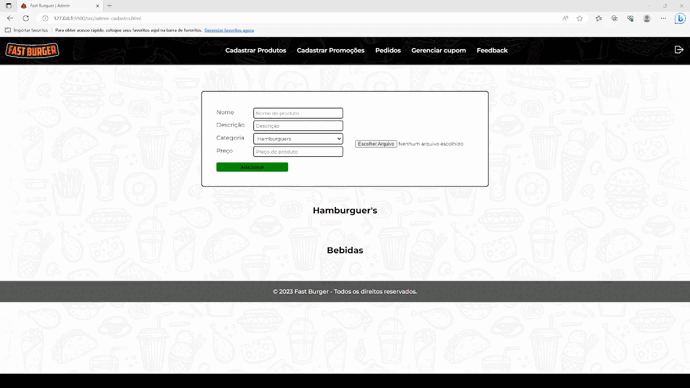 Fast Burguer | Admin
127.0.0.1:5500/src/admin-cadastro.html
Importar favoritos
Para obter acesso rápido, coloque seus favoritos aqui na barra de favoritos. Gerenciar favoritos agora
FAST BURGER
Cadastrar Produtos
Cadastrar Promoções
Pedidos
Gerenciar cupom
Feedback
Nome
Nome do produto
Descrição
Descrição
Categoria
Hamburguers
Escolher Arquivo Nenhum arquivo escolhido
Preço
Preço do produto
Adicionar
Hamburguer's
Bebidas
© 2023 Fast Burger - Todos os direitos reservados.